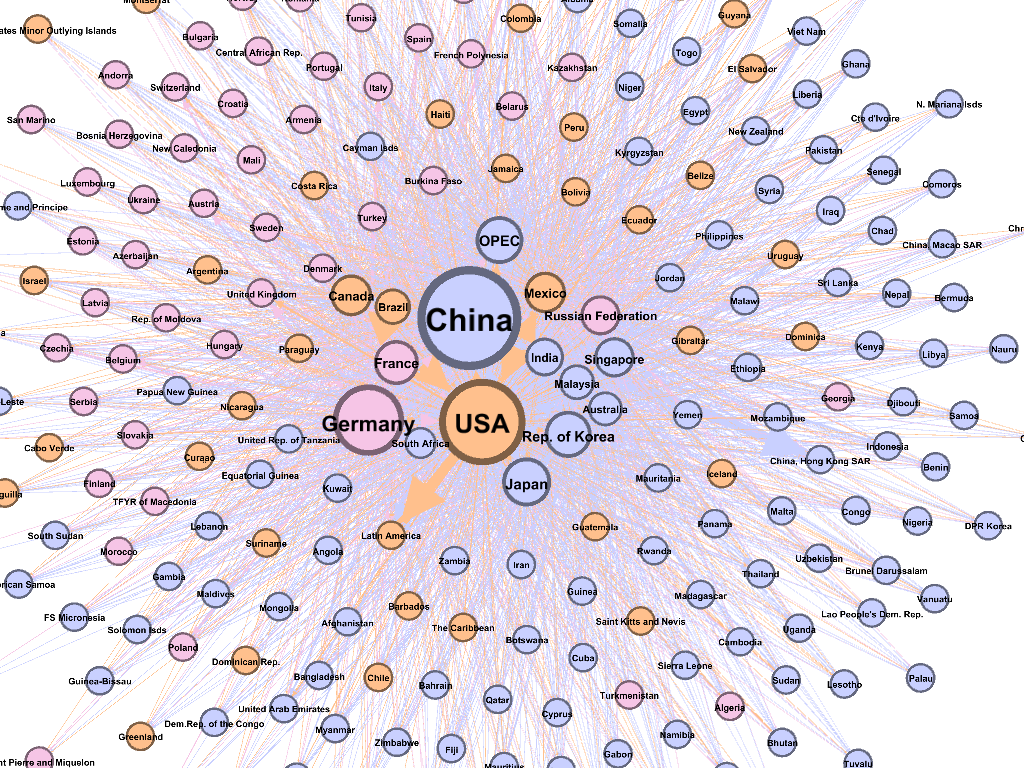 Montserrat
Albania
Colombia
Guyana
Tunisia
Somalia
ates Minor Outlying Islands
Viet Nam
Bulgaria
Spain
Central African Rep.
French Polynesia
Togo
Ghana
Portugal
Kazakhstan
El Salvador
Andorra
Switzerland
Italy
Niger
Liberia
Croatia
Belarus
N. Mariana Isds
Egypt
Haiti
Cte d'Ivoire
San Marino
Armenia
Peru
New Zealand
Bosnia Herzegovina
New Caledonia
Cayman Isds
Kyrgyzstan
Pakistan
Mali
Jamaica
Senegal
Luxembourg
Costa Rica
Burkina Faso
Belize
Comoros
Bolivia
Syria
Ukraine
Austria
me and Principe
Turkey
Iraq
Sweden
Ecuador
Chad
Philippines
Estonia
OPEC
China, Macao SAR
Azerbaijan
Uruguay
Argentina
Denmark
Jordan
Israel
Sri Lanka
United Kingdom
Canada
Mexico
Nepal
Bermuda
Latvia
Brazil
Malawi
China
Russian Federation
Rep. of Moldova
Dominica
Gibraltar
Hungary
Kenya
Nauru
Czechia
Paraguay
Libya
Belgium
France
India
Singapore
Ethiopia
Papua New Guinea
Malaysia
Leste
Serbia
Georgia
Djibouti
Nicaragua
Australia
Samoa
Germany
USA
Yemen
Mozambique
Slovakia
United Rep. of Tanzania
South Africa
Rep. of Korea
Indonesia
Cabo Verde
Curaao
China, Hong Kong SAR
Benin
Equatorial Guinea
Iceland
Finland
Mauritania
Japan
Kuwait
guilla
TFYR of Macedonia
Malta
Congo
Nigeria
Lebanon
Guatemala
Panama
DPR Korea
South Sudan
Latin America
Suriname
Morocco
Angola
Rwanda
Uzbekistan
Zambia
Iran
Gambia
Thailand
Brunei Darussalam
rican Samoa
Maldives
Guinea
Madagascar
Vanuatu
Mongolia
Barbados
FS Micronesia
Lao People's Dem. Rep.
Solomon Isds
Afghanistan
The Caribbean
Saint Kitts and Nevis
Uganda
Botswana
Cambodia
Poland
Dominican Rep.
Cuba
Sierra Leone
Bangladesh
Chile
Guinea-Bissau
Bahrain
Sudan
Lesotho
Palau
Turkmenistan
Qatar
Algeria
United Arab Emirates
Dem.Rep. of the Congo
Cyprus
Myanmar
Greenland
Namibia
Zimbabwe
Bhutan
Fiji
Gabon
nt Pierre and Miquelon
Tuvalu
Mauritius